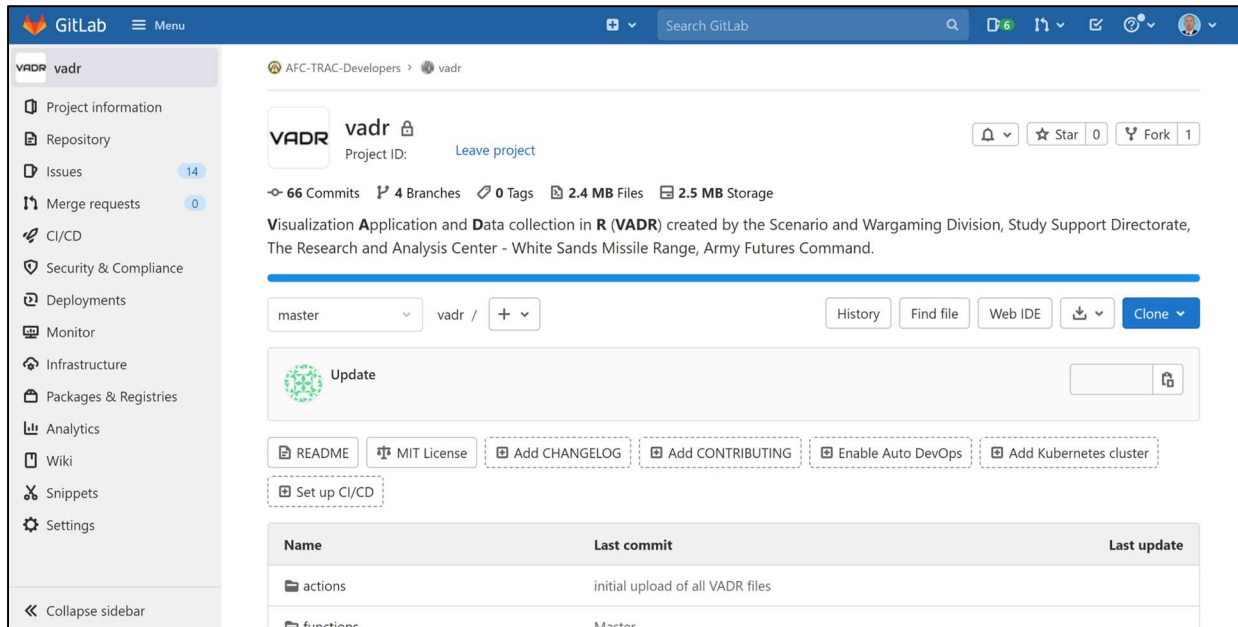 GitLab Menu Search GitLab 6
VADR vadr
Project information
Repository
Issues 14
Merge requests 0
CI/CD
Security & Compliance
Deployments
Monitor
Infrastructure
Packages & Registries
Analytics
Wiki
Snippets
Settings
Collapse sidebar
AFC-TRAC-Developers > vadr
VADR
vadr
Project ID: Leave project
Star 0 Fork 1
66 Commits 4 Branches 0 Tags 2.4 MB Files 2.5 MB Storage
Visualization Application and Data collection in R (VADR) created by the Scenario and Wargaming Division, Study Support Directorate,
The Research and Analysis Center - White Sands Missile Range, Army Futures Command.
master vadr / + History Find file Web IDE Clone
Update
README MIT License Add CHANGELOG Add CONTRIBUTING Enable Auto DevOps Add Kubernetes cluster
Set up CI/CD
Name Last commit Last update
actions initial upload of all VADR files
functions Master